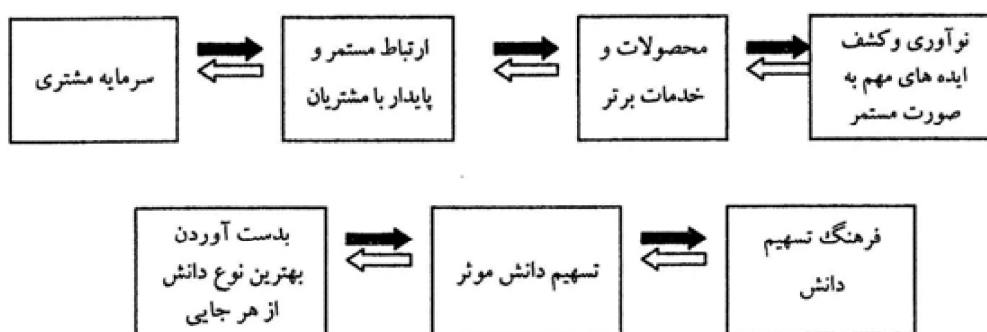 نوآوری وکشف
ایده های مهم به
صورت مستمر
محصولات و
خدمات برتر
ارتباط مستمر و
پایدار با مشتریان
سرمایه مشتری
فرهنگ تسهیم
دانش
تسهیم دانش موثر
بدست آوردن
بهترین نوع دانش
از هر جایی